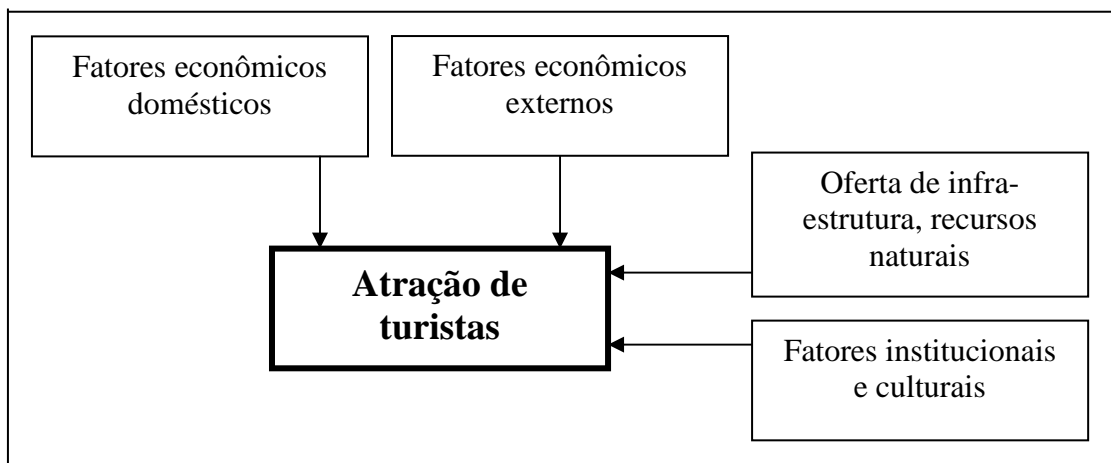 Fatores econômicos
domésticos
Fatores econômicos
externos
Oferta de infra-
estrutura, recursos
naturais
Atração de
turistas
Fatores institucionais
e culturais